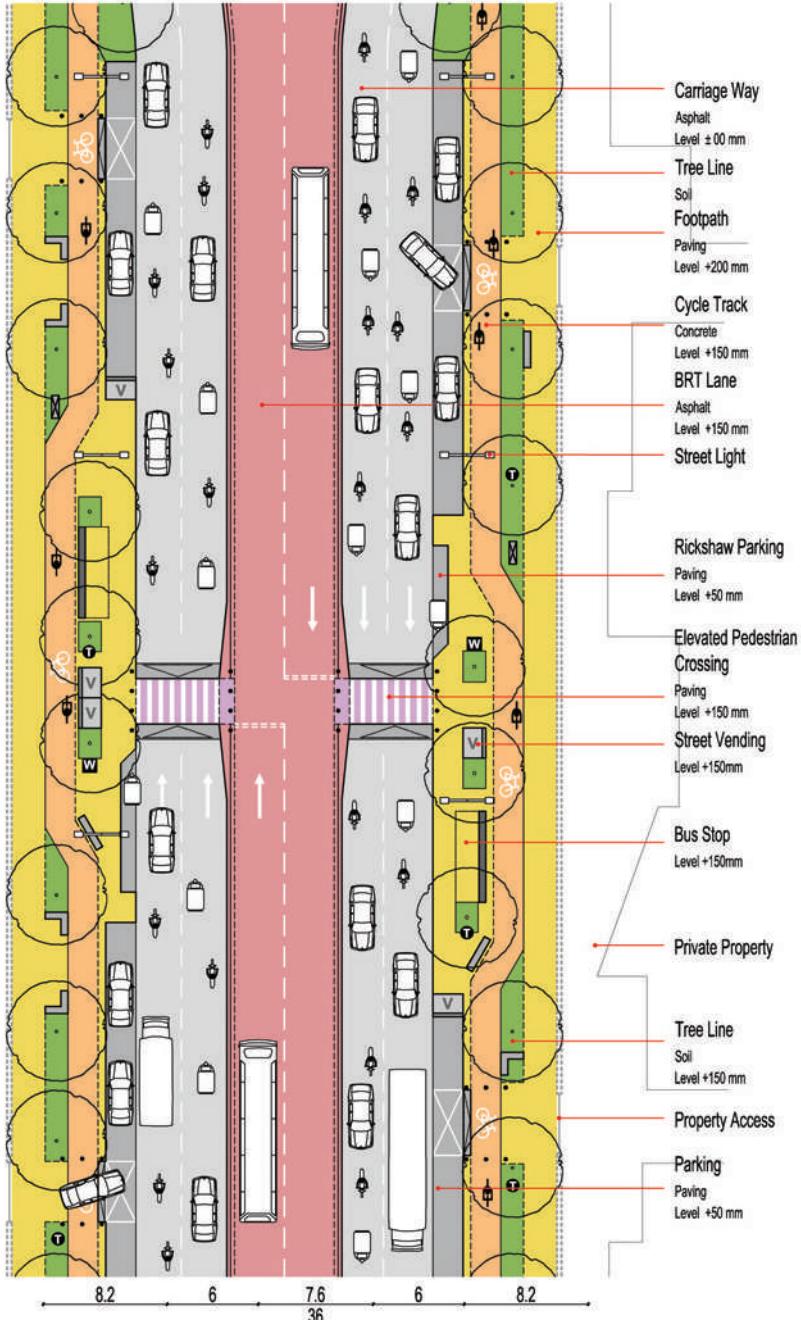 Carriage Way
Asphalt
Level ± 00 mm
Tree Line
Soil
Footpath
Paving
Level +200 mm
Cycle Track
Concrete
Level +150 mm
BRT Lane
Asphalt
Level +150 mm
Street Light
Rickshaw Parking
Paving
Level +50 mm
Elevated Pedestrian
Crossing
Paving
Level +150 mm
Street Vending
Level +150mm
Bus Stop
Level +150mm
Private Property
Tree Line
Soil
Level +150 mm
Property Access
Parking
Paving
Level +50 mm
V
T
W
T
V
V
W
V
T
V
T
T
8.2 6 7.6 6 8.2
36